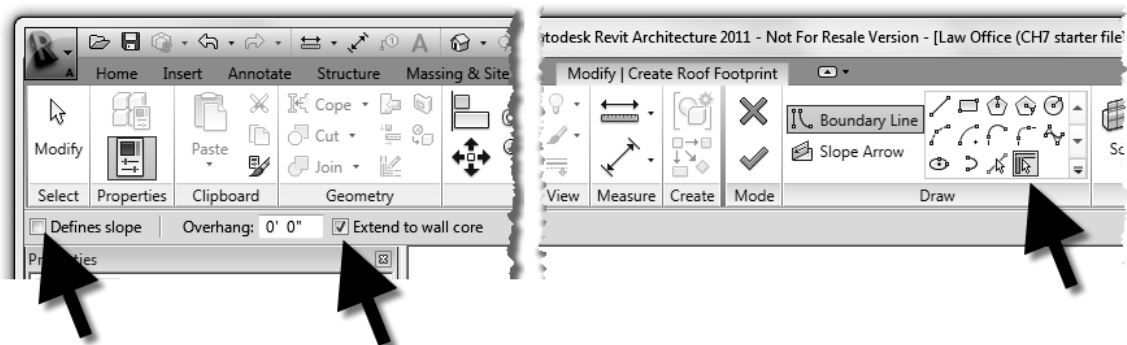 Autodesk Revit Architecture 2011 - Not For Resale Version - [Law Office (CH7 starter file
A
Home Insert Annotate Structure Massing & Site Modify | Create Roof Footprint
Modify
Paste
Cope
Cut
Join
Boundary Line
Slope Arrow
Sc
Select Properties Clipboard Geometry View Measure Create Mode Draw
Defines slope Overhang: 0' 0" Extend to wall core
Properties